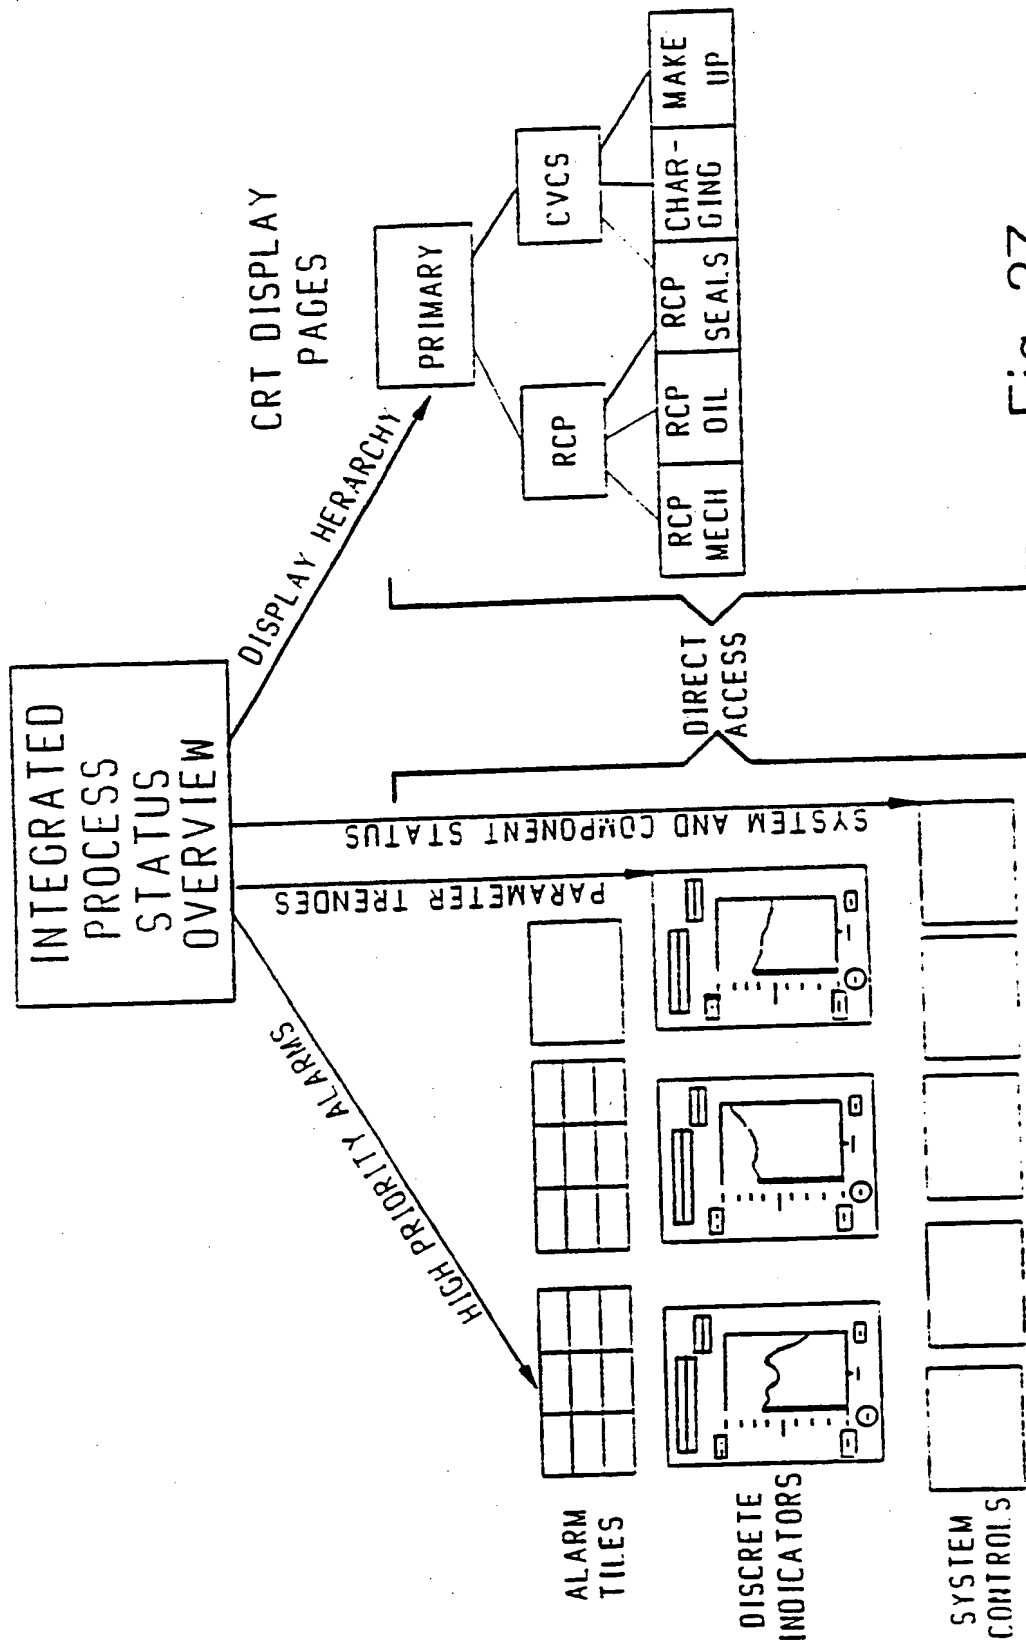 INTEGRATED
PROCESS
STATUS
OVERVIEW
HIGH PRIORITY ALARMS
PARAMETER TRENDES
SYSTEM AND COMPONENT STATUS
DISPLAY HERARCHY
CRT DISPLAY
PAGES
PRIMARY
RCP
CVCS
RCP
MECH
RCP
OIL
RCP
SEALS
CHAR-
GING
MAKE
UP
DIRECT
ACCESS
ALARM
TILES
DISCRETE
INDICATORS
SYSTEM
CONTROLS
Fig. 27